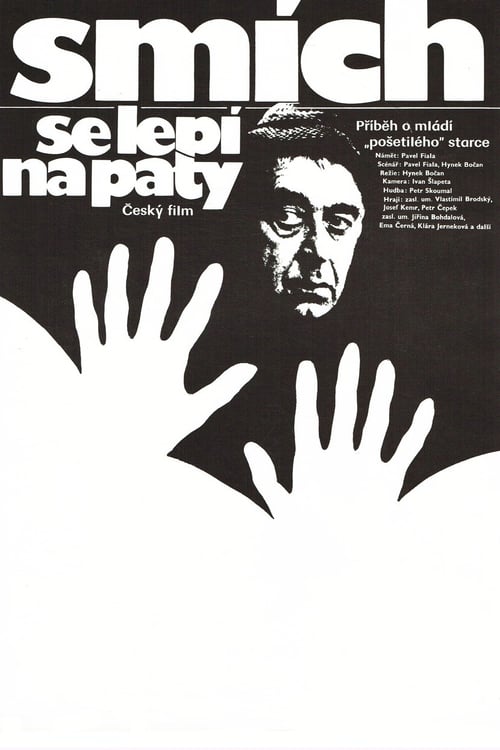 smích
se lepí
na paty
Český film
Příběh o mládí
„pošetilého" starce
Námět: Pavel Fiala
Scénář: Pavel Fiala, Hynek Bočan
Režie: Hynek Bočan
Kamera: Ivan Šlapeta
Hudba: Petr Skoumal
Hrají: zasl. um. Vlastimil Brodský,
Josef Kemr, Petr Čepek
zasl. um. Jiřina Bohdalová,
Ema Černá, Klára Jerneková a další